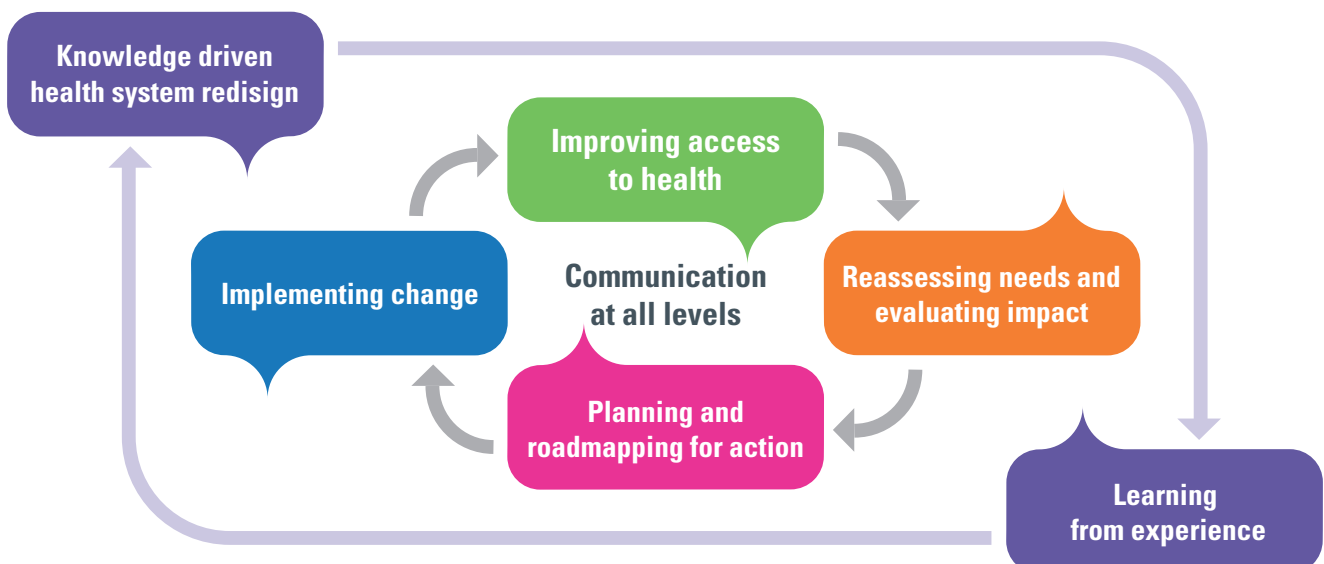 Knowledge driven
health system redisign
Improving access
to health
Implementing change
Communication
at all levels
Reassessing needs and
evaluating impact
Planning and
roadmapping for action
Learning
from experience